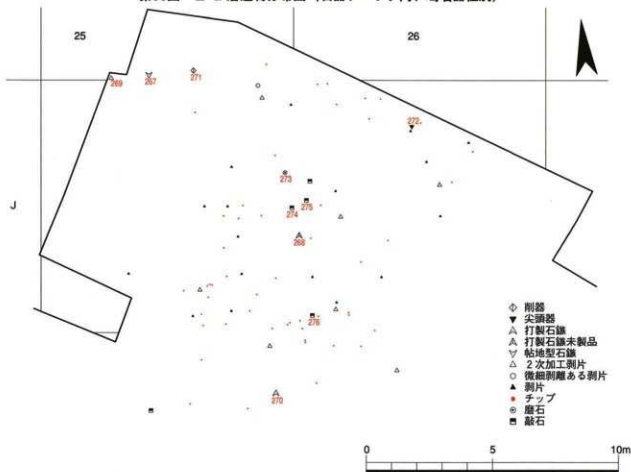 25
26
269
267
271
272
273
275
274
268
J
276
270
削器
尖頭器
打製石鏃
打製石鏃未製品
帖地型石鏃
2次加工剥片
微細剥離ある剥片
剥片
チップ
磨石
敲石
0 5 10m